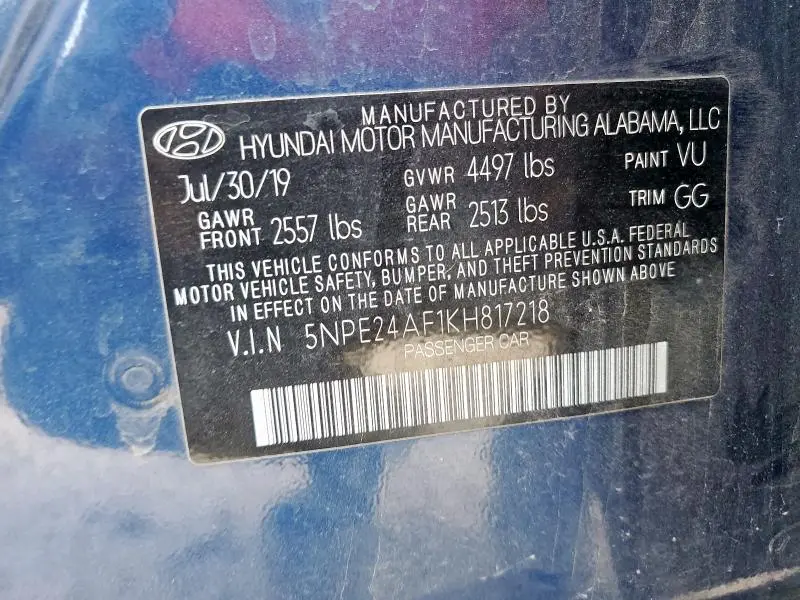 MANUFACTURED BY
HYUNDAI MOTOR MANUFACTURING ALABAMA, LLC
Jul/30/19 GVWR 4497 lbs PAINT VU
GAWR FRONT 2557 lbs GAWR REAR 2513 lbs TRIM GG
THIS VEHICLE CONFORMS TO ALL APPLICABLE U.S.A. FEDERAL
MOTOR VEHICLE SAFETY, BUMPER, AND THEFT PREVENTION STANDARDS
IN EFFECT ON THE DATE OF MANUFACTURE SHOWN ABOVE
V.I.N 5NPE24AF1KH817218
PASSENGER CAR